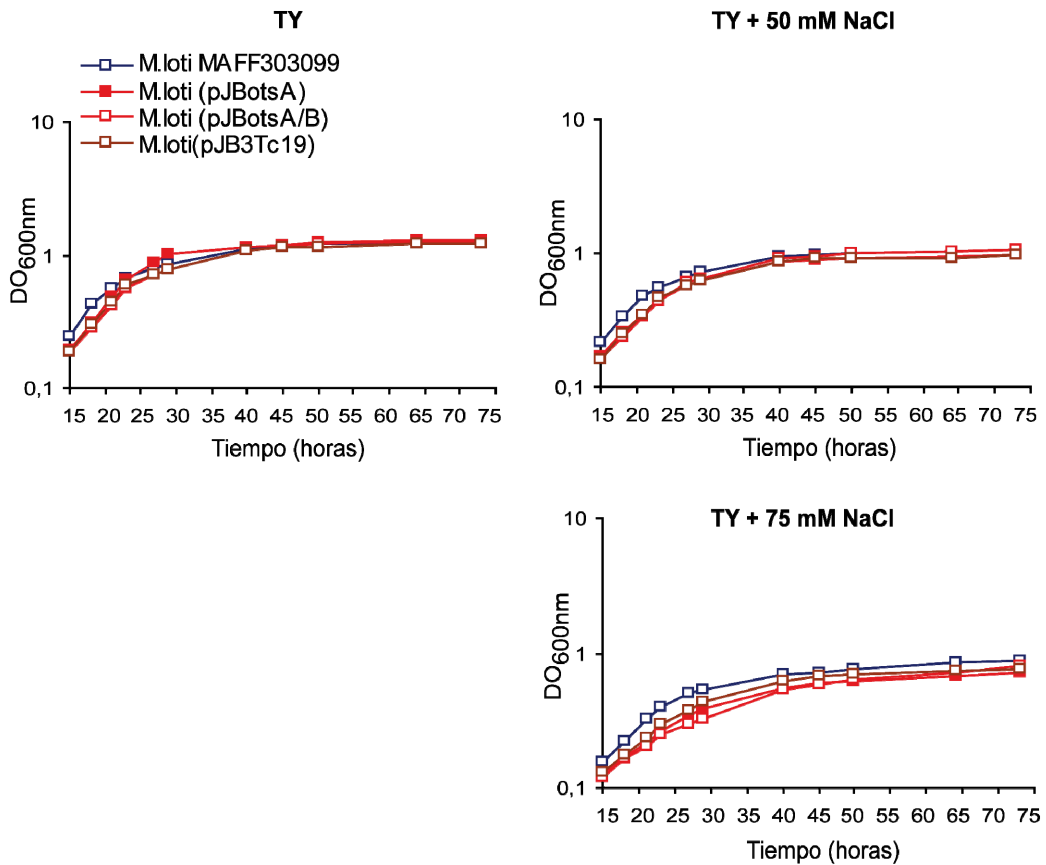 TY
M.loti MAFF303099
M.loti (pJBotsA)
M.loti (pJBotsA/B)
M.loti(pJB3Tc19)
10
1
0,1
DO600nm
15 20 25 30 35 40 45 50 55 60 65 70 75
Tiempo (horas)
TY + 50 mM NaCl
10
1
0,1
DO600nm
15 20 25 30 35 40 45 50 55 60 65 70 75
Tiempo (horas)
TY + 75 mM NaCl
10
1
0,1
DO600nm
15 20 25 30 35 40 45 50 55 60 65 70 75
Tiempo (horas)